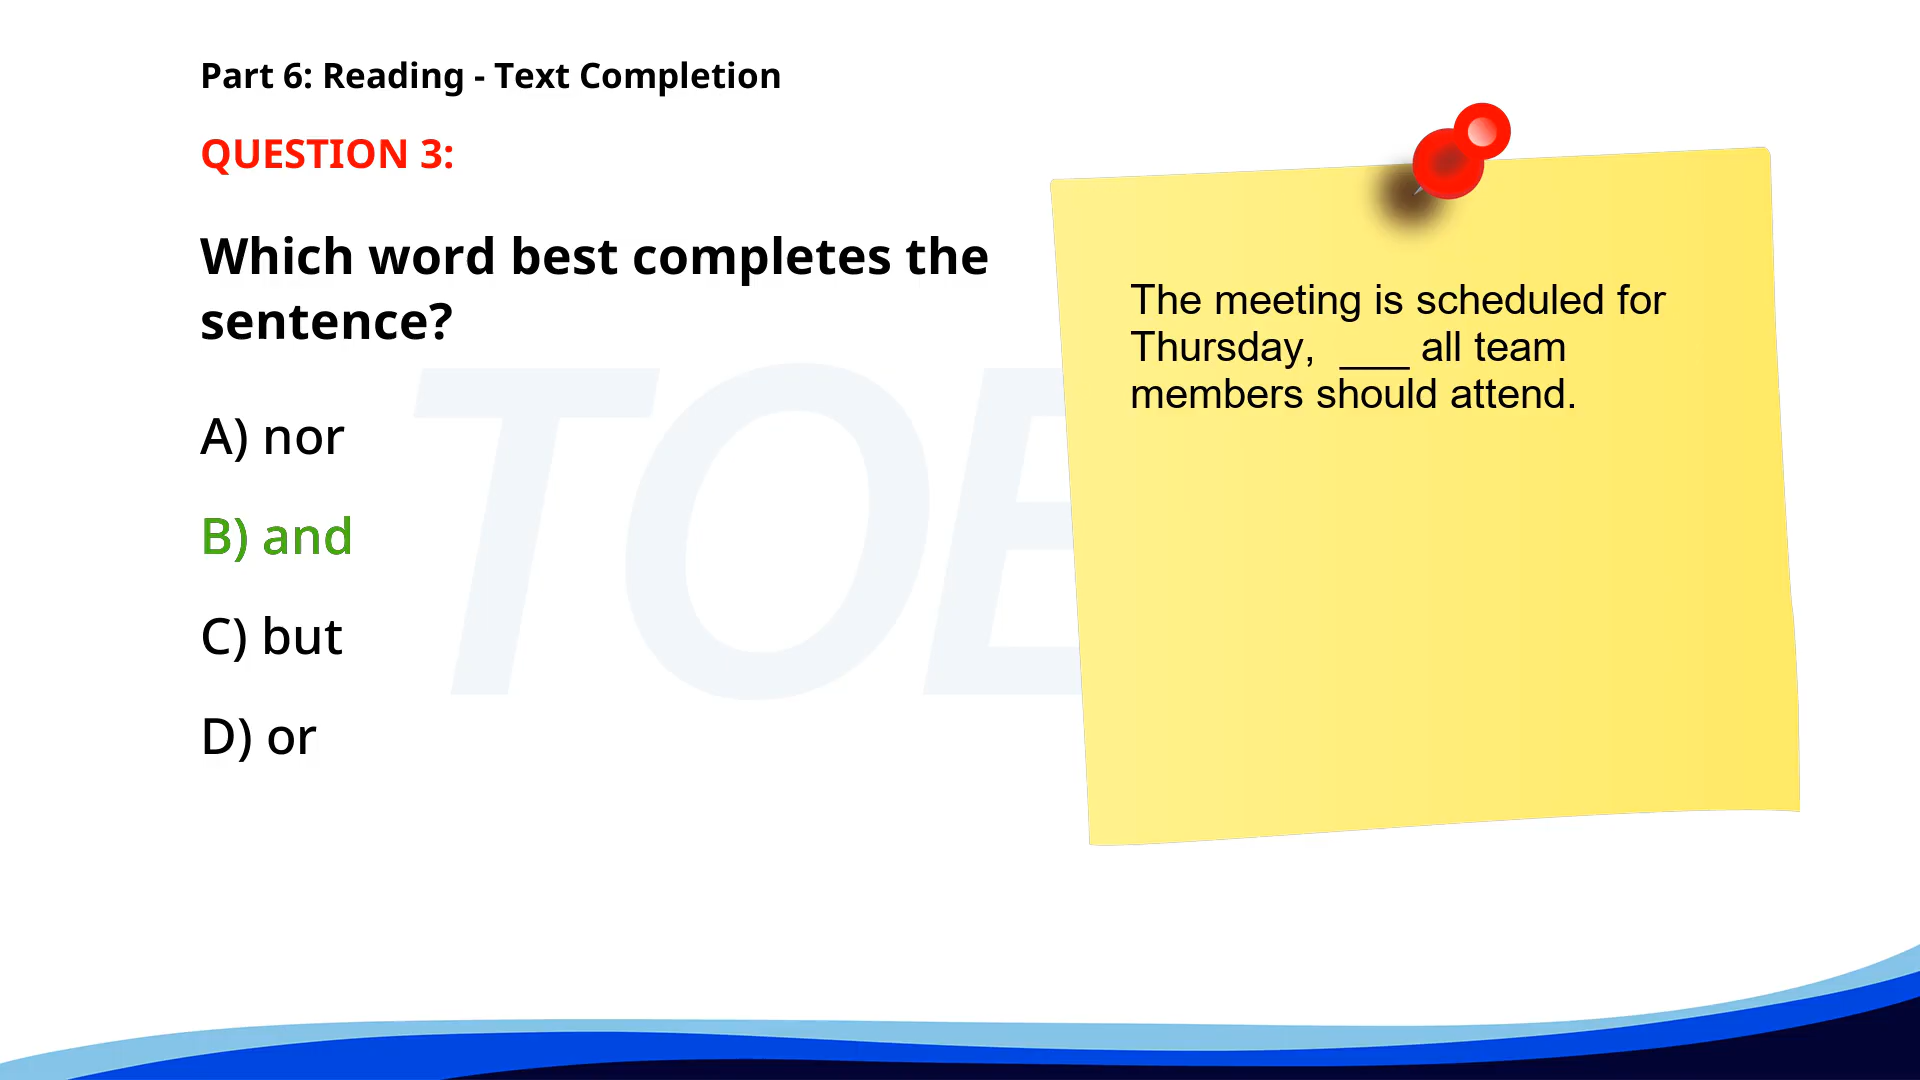 Part 6: Reading - Text Completion
QUESTION 3:
Which word best completes the
sentence?
A) nor
B) and
C) but
D) or
The meeting is scheduled for
Thursday, ___ all team
members should attend.
TOE